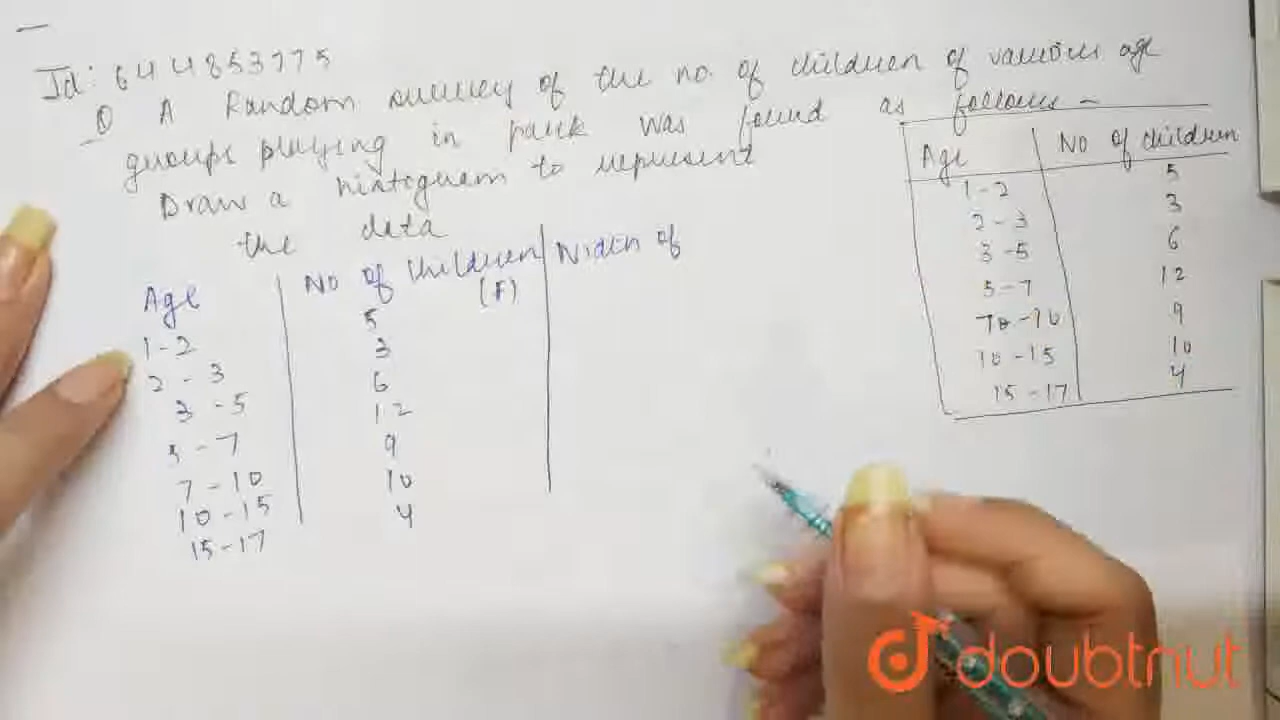 Id: 644853775
Q A Random survey of the no. of children of various age
groups playing in park was found as follows -
Draw a histogram to represent
the data
Age No of children
1-2 5
2-3 3
3-5 6
5-7 12
7-10 9
10-15 10
15-17 4
Age No of children (F) Width of
1-2 5
2-3 3
3-5 6
5-7 12
7-10 9
10-15 10
15-17 4
doubtnut